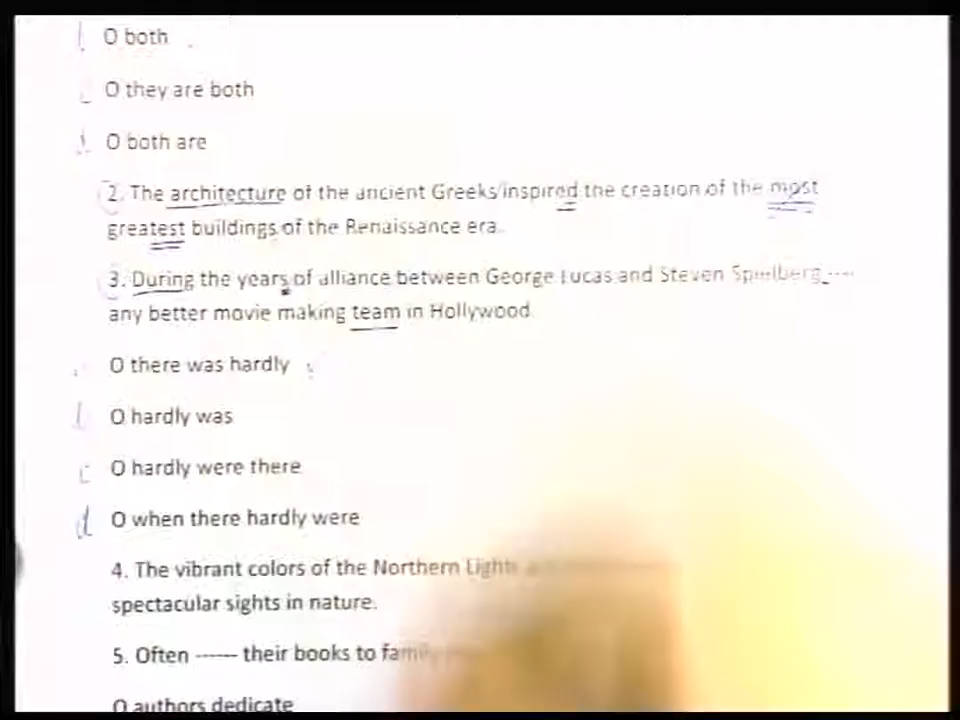 O both
O they are both
O both are
2. The architecture of the ancient Greeks inspired the creation of the most
greatest buildings of the Renaissance era.
3. During the years of alliance between George Lucas and Steven Spielberg, ----
any better movie making team in Hollywood.
O there was hardly
b O hardly was
c O hardly were there
d O when there hardly were
4. The vibrant colors of the Northern Lights
spectacular sights in nature.
5. Often ------ their books to family
O authors dedicate